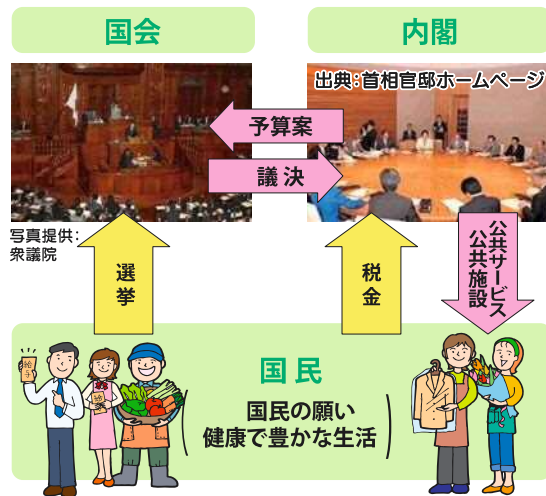 国会
内閣
出典：首相官邸ホームページ
予算案
議決
写真提供：
衆議院
選挙
税金
公共サービス
公共施設
国民
国民の願い
健康で豊かな生活